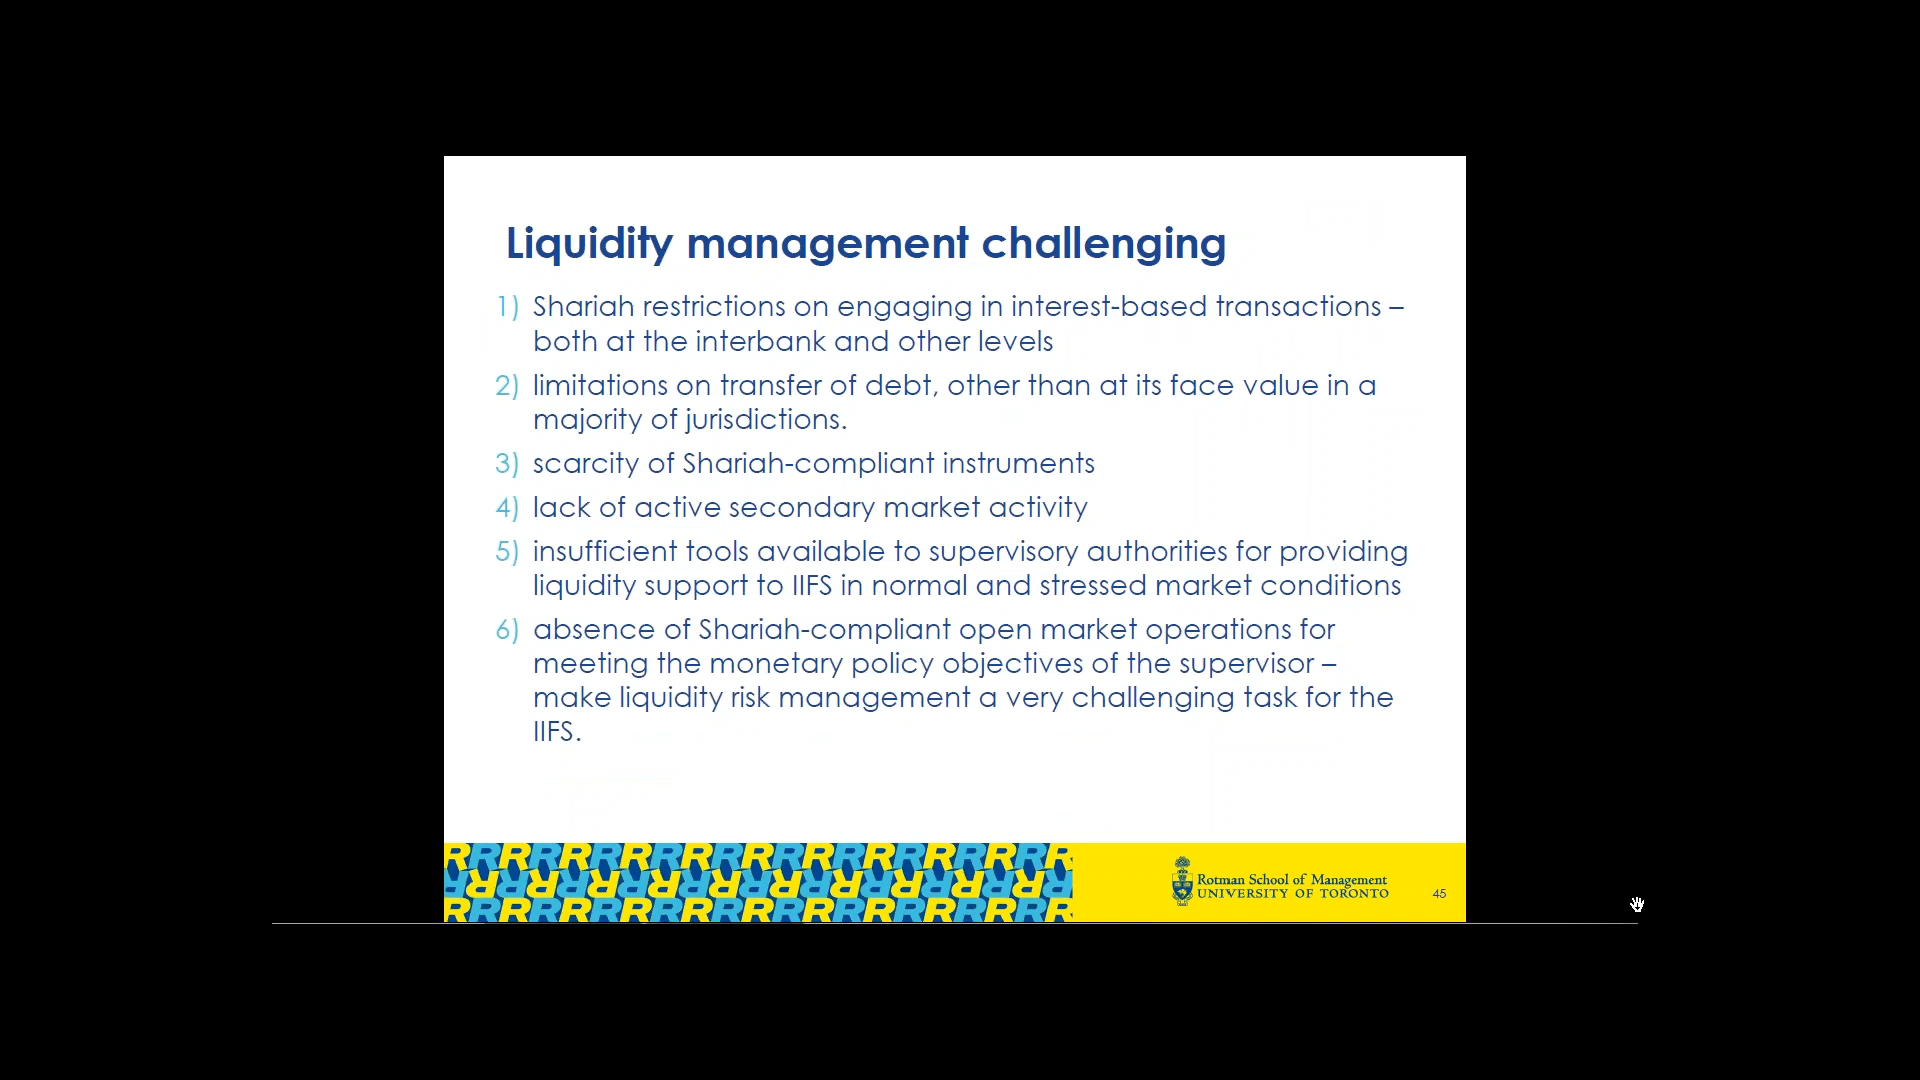 Liquidity management challenging
1) Shariah restrictions on engaging in interest-based transactions –
both at the interbank and other levels
2) limitations on transfer of debt, other than at its face value in a
majority of jurisdictions.
3) scarcity of Shariah-compliant instruments
4) lack of active secondary market activity
5) insufficient tools available to supervisory authorities for providing
liquidity support to IIFS in normal and stressed market conditions
6) absence of Shariah-compliant open market operations for
meeting the monetary policy objectives of the supervisor –
make liquidity risk management a very challenging task for the
IIFS.
Rotman School of Management
UNIVERSITY OF TORONTO
45